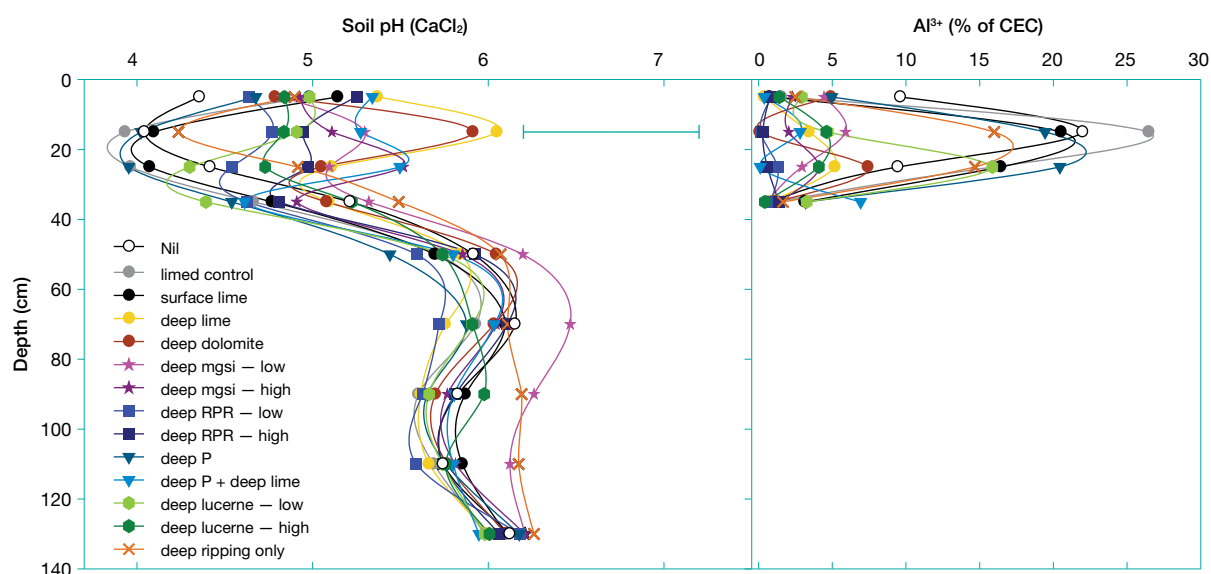 Soil pH (CaCl₂)
Al³⁺ (% of CEC)
4 5 6 7
0 5 10 15 20 25 30
0
20
40
60
80
100
120
140
Depth (cm)
Nil
limed control
surface lime
deep lime
deep dolomite
deep mgsi – low
deep mgsi – high
deep RPR – low
deep RPR – high
deep P
deep P + deep lime
deep lucerne – low
deep lucerne – high
deep ripping only